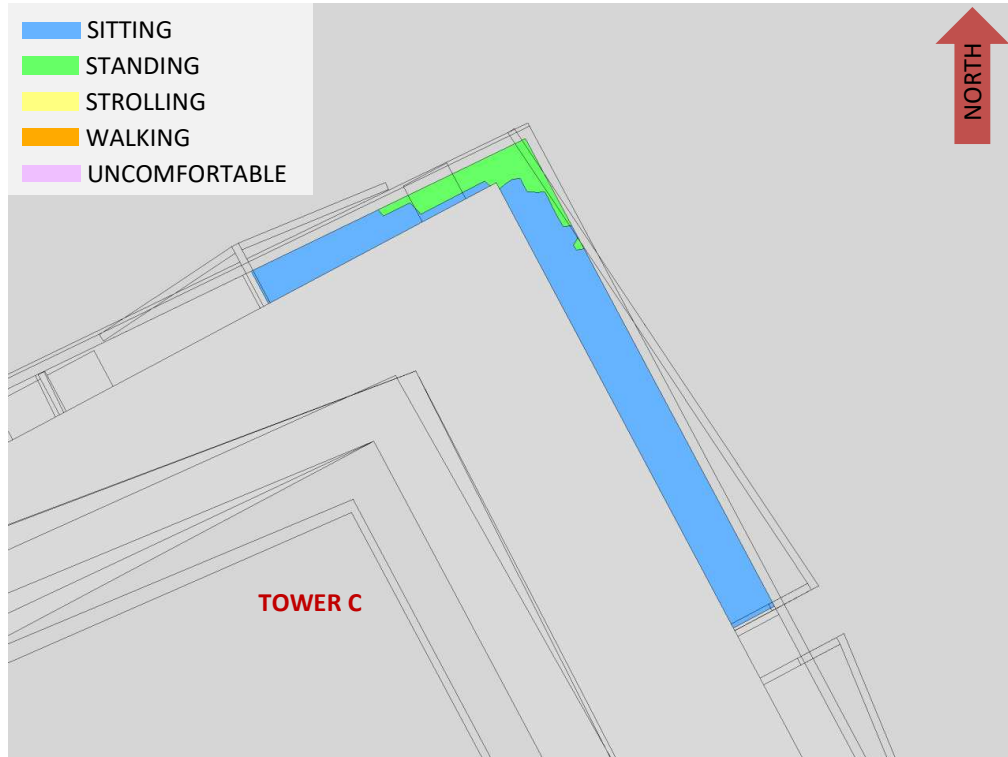 SITTING
STANDING
STROLLING
WALKING
UNCOMFORTABLE
NORTH
TOWER C